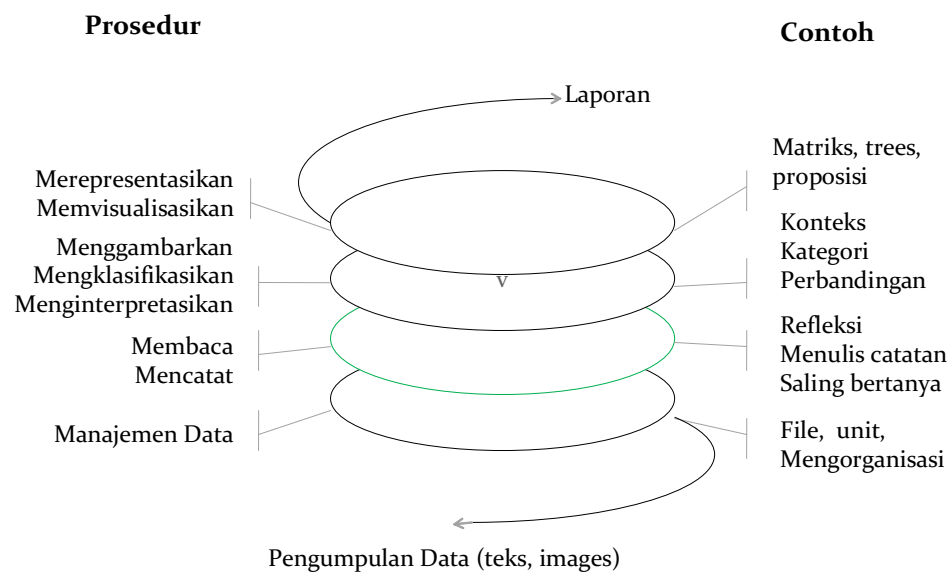 Prosedur
Contoh
Laporan
Merepresentasikan
Memvisualisasikan
Matriks, trees,
proposisi
Menggambarkan
Mengklasifikasikan
Menginterpretasikan
v
Konteks
Kategori
Perbandingan
Membaca
Mencatat
Refleksi
Menulis catatan
Saling bertanya
Manajemen Data
File, unit,
Mengorganisasi
Pengumpulan Data (teks, images)